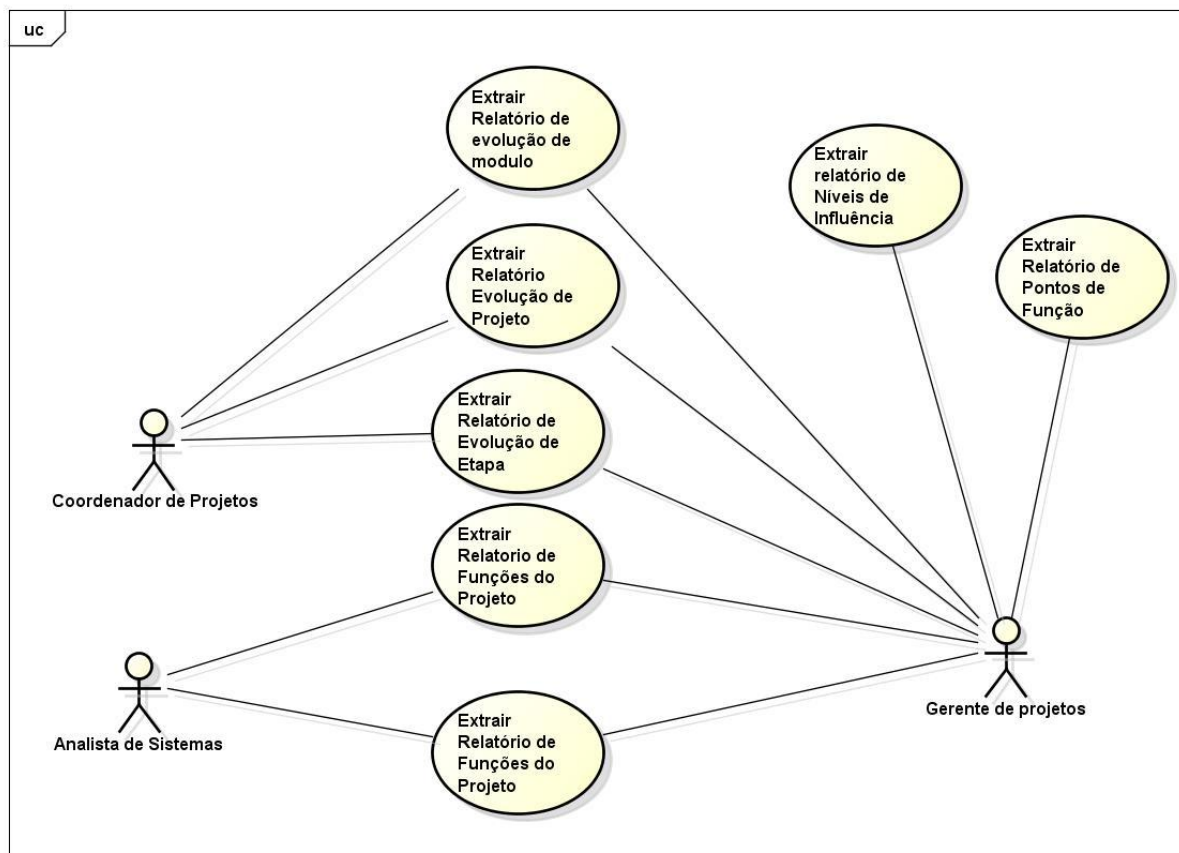 uc
Extrair
Relatório de
evolução de
modulo
Extrair
relatório de
Níveis de
Influência
Extrair
Relatório de
Pontos de
Função
Extrair
Relatório
Evolução de
Projeto
Extrair
Relatório de
Evolução de
Etapa
Coordenador de Projetos
Extrair
Relatorio de
Funções do
Projeto
Analista de Sistemas
Extrair
Relatório de
Funções do
Projeto
Gerente de projetos